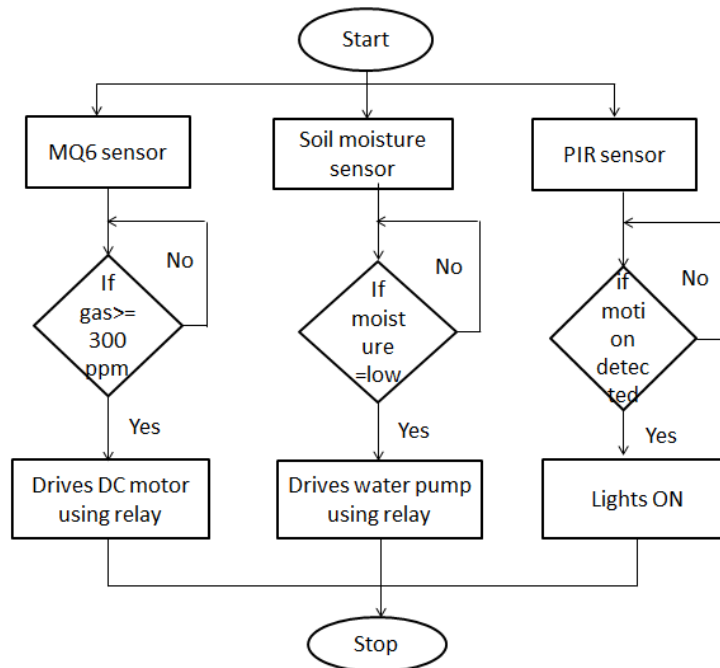 Start
MQ6 sensor
Soil moisture
sensor
PIR sensor
No
No
No
If
gas>=
300
ppm
If
moist
ure
=low
if
moti
on
detec
ted
Yes
Yes
Yes
Drives DC motor
using relay
Drives water pump
using relay
Lights ON
Stop